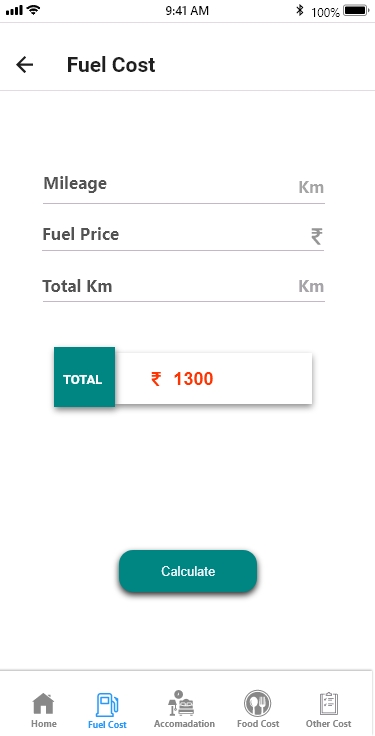 9:41 AM 100%
Fuel Cost
Mileage Km
Fuel Price ₹
Total Km Km
TOTAL ₹ 1300
Calculate
Home Fuel Cost Accomadation Food Cost Other Cost